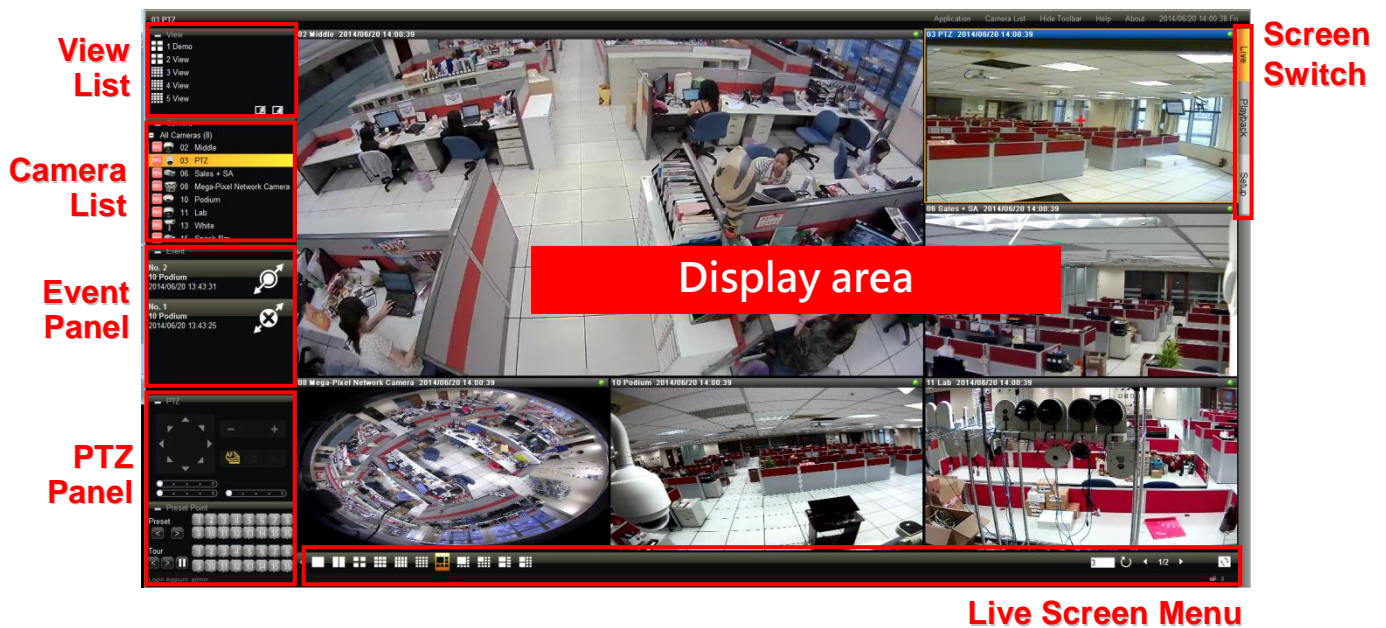 03 PTZ
Application Camera List Hide Toolbar Help About 2014/06/20 14:00:38 Fri
View List
View
1 Demo
2 View
3 View
4 View
5 View
Camera List
All Cameras (8)
02 Middle
03 PTZ
06 Sales + SA
08 Mega-Pixel Network Camera
10 Podium
11 Lab
13 White
Event Panel
Event
No. 2
10 Podium
2014/06/20 13:43:31
No. 1
10 Podium
2014/06/20 13:43:25
PTZ Panel
PTZ
Preset Point
Preset
Tour
Login Account: admin
02 Middle 2014/06/20 14:00:39
03 PTZ 2014/06/20 14:00:39
06 Sales + SA 2014/06/20 14:00:39
Display area
08 Mega-Pixel Network Camera 2014/06/20 14:00:39
10 Podium 2014/06/20 14:00:39
11 Lab 2014/06/20 14:00:39
Screen Switch
Live
Playback
Setup
3
1/2
Live Screen Menu